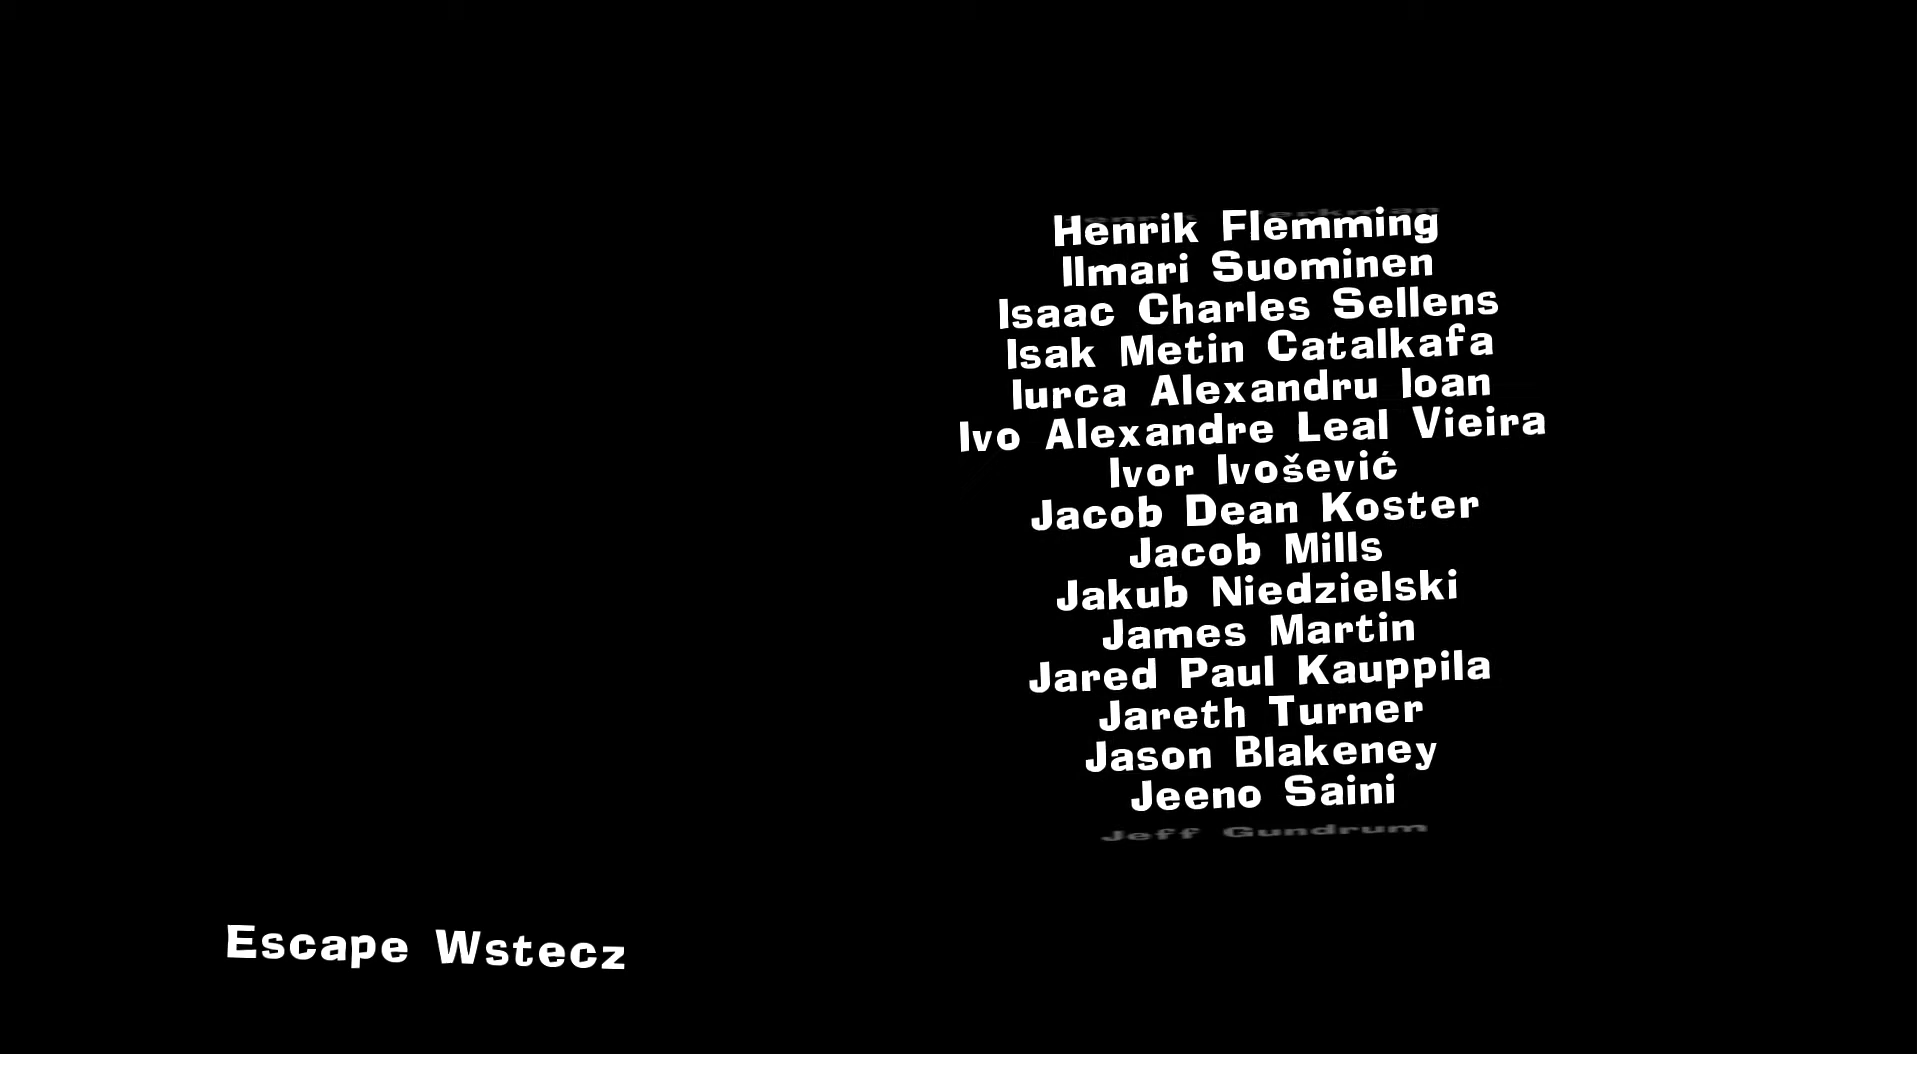 Henrik Flemming
Ilmari Suominen
Isaac Charles Sellens
Isak Metin Catalkafa
Iurca Alexandru Ioan
Ivo Alexandre Leal Vieira
Ivor Ivošević
Jacob Dean Koster
Jacob Mills
Jakub Niedzielski
James Martin
Jared Paul Kauppila
Jareth Turner
Jason Blakeney
Jeeno Saini
Jeff Gundrum
Escape Wstecz